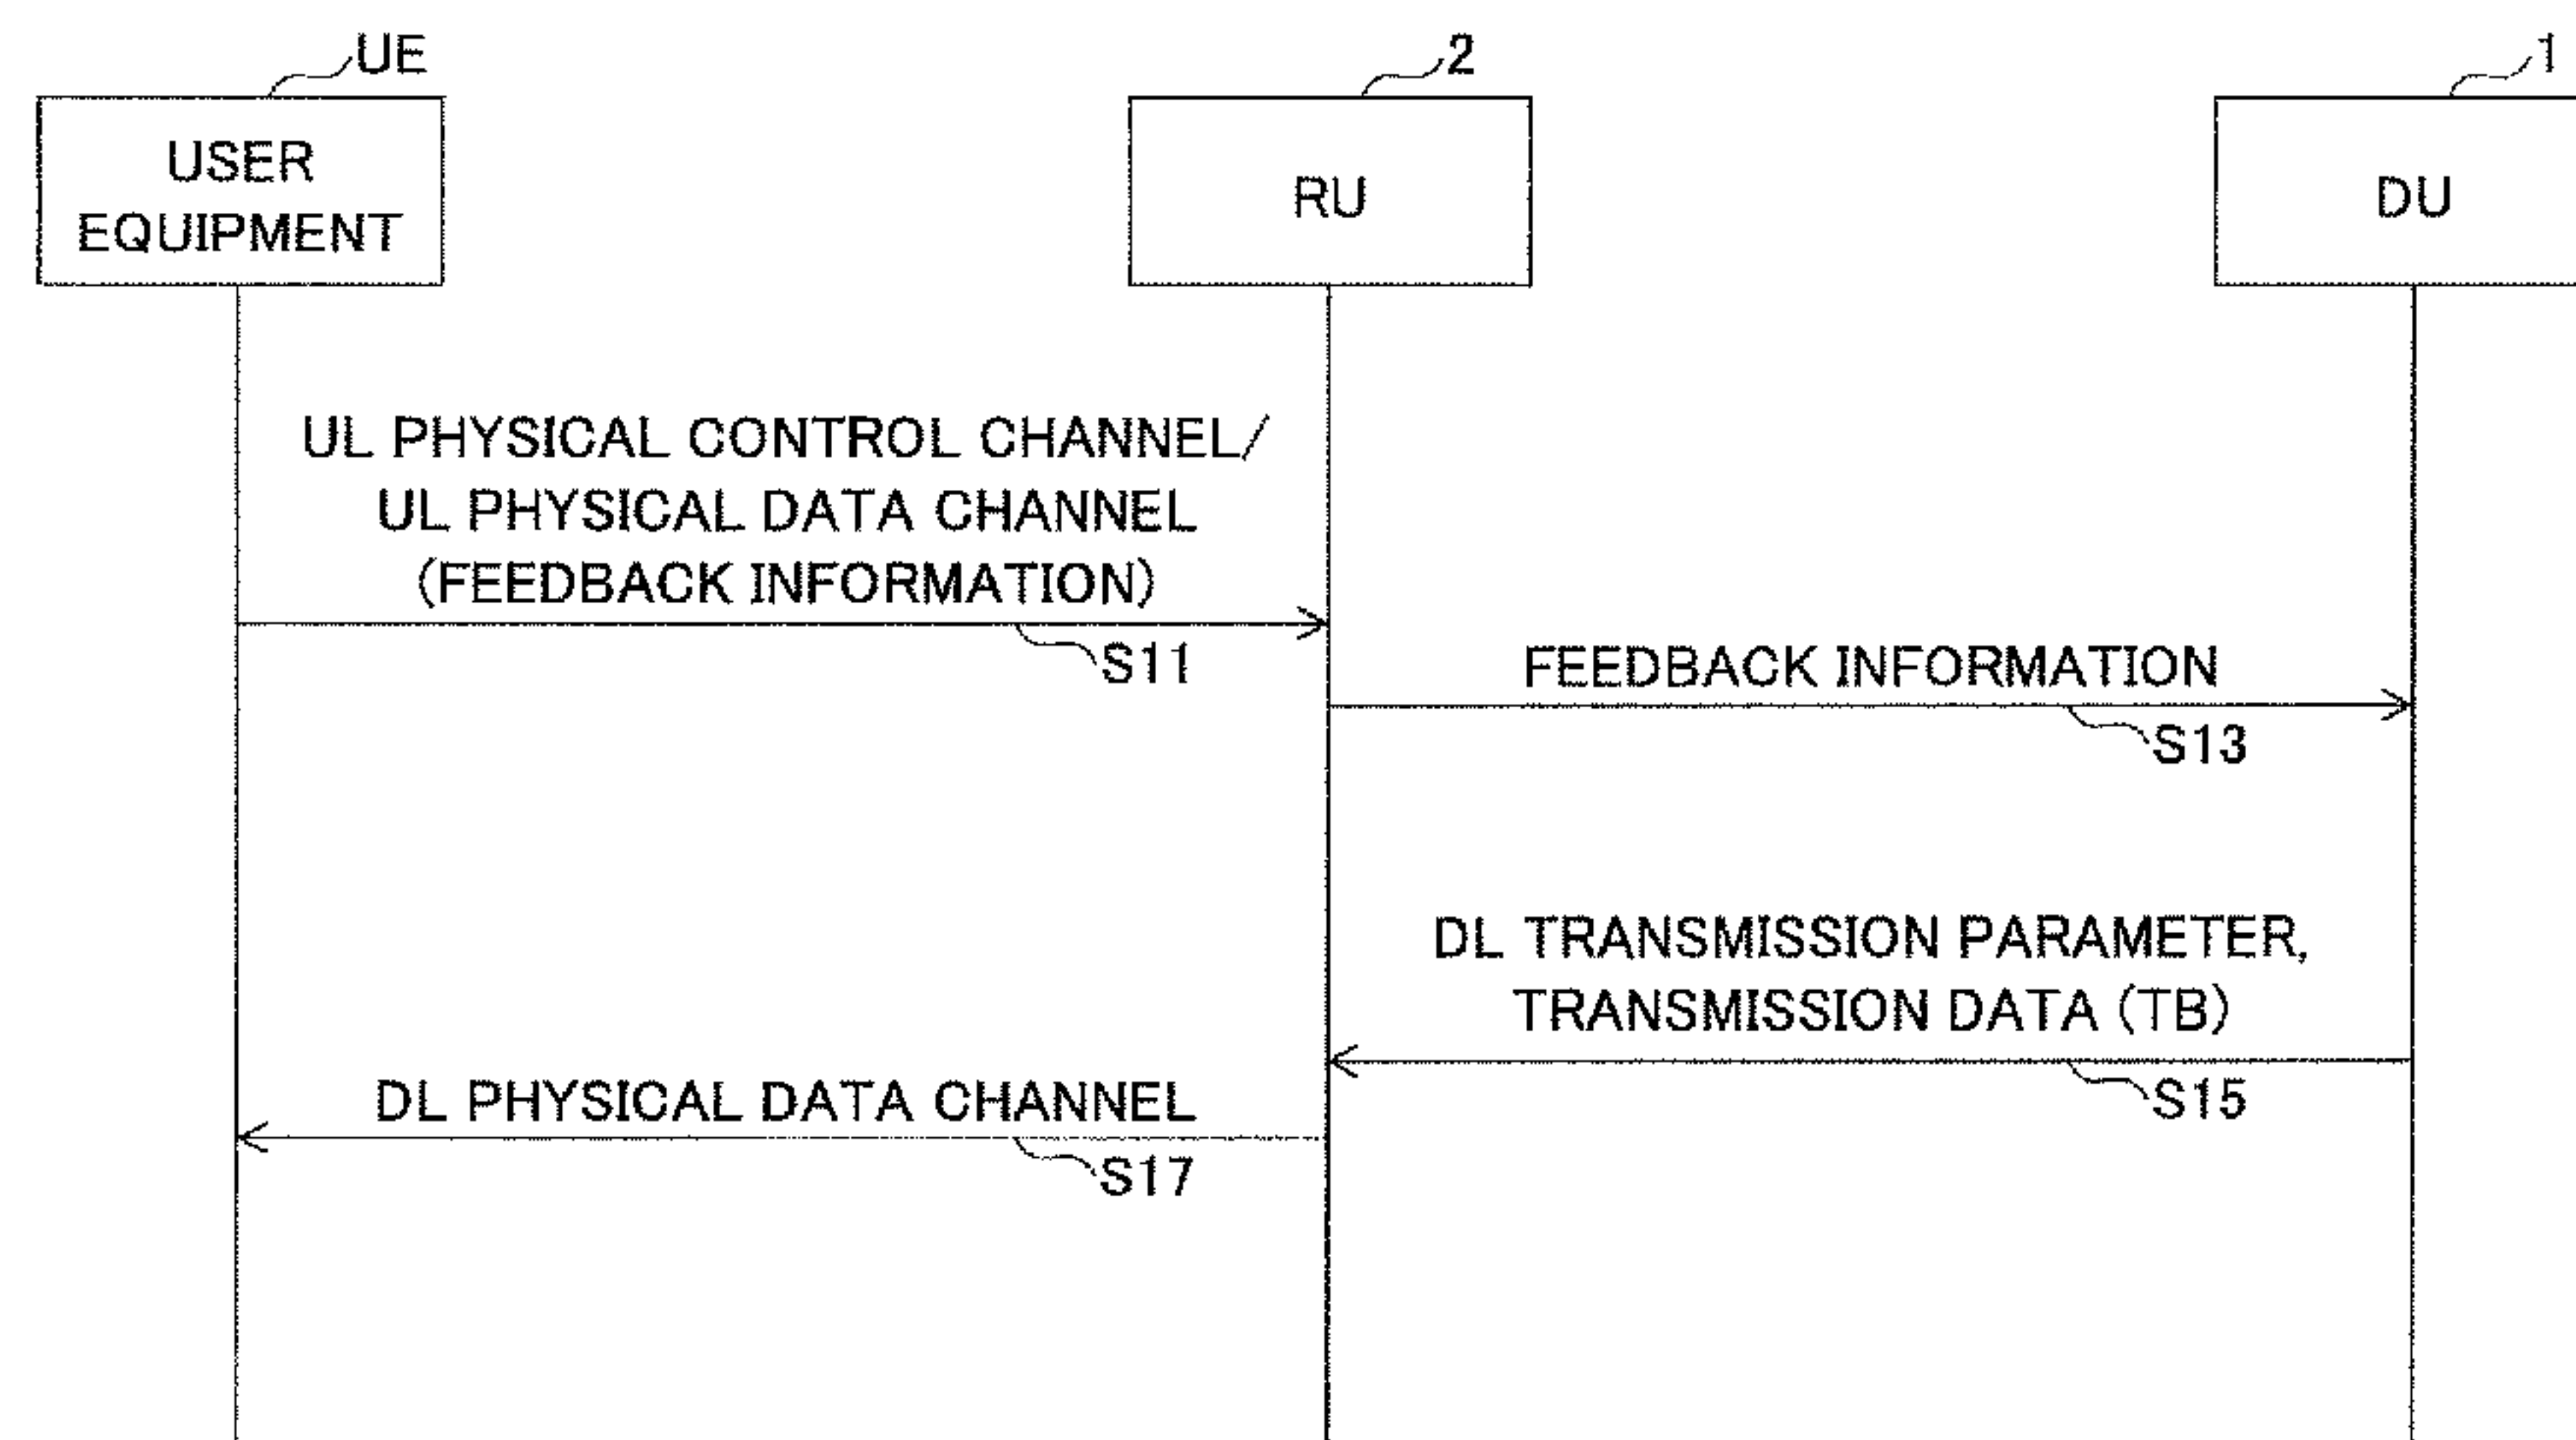 UE
2
1
USER
EQUIPMENT
RU
DU
UL PHYSICAL CONTROL CHANNEL/
UL PHYSICAL DATA CHANNEL
(FEEDBACK INFORMATION)
S11
FEEDBACK INFORMATION
S13
DL TRANSMISSION PARAMETER,
TRANSMISSION DATA (TB)
S15
DL PHYSICAL DATA CHANNEL
S17